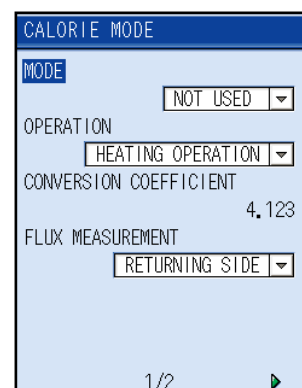 CALORIE MODE
MODE
NOT USED
OPERATION
HEATING OPERATION
CONVERSION COEFFICIENT
4.123
FLUX MEASUREMENT
RETURNING SIDE
1/2